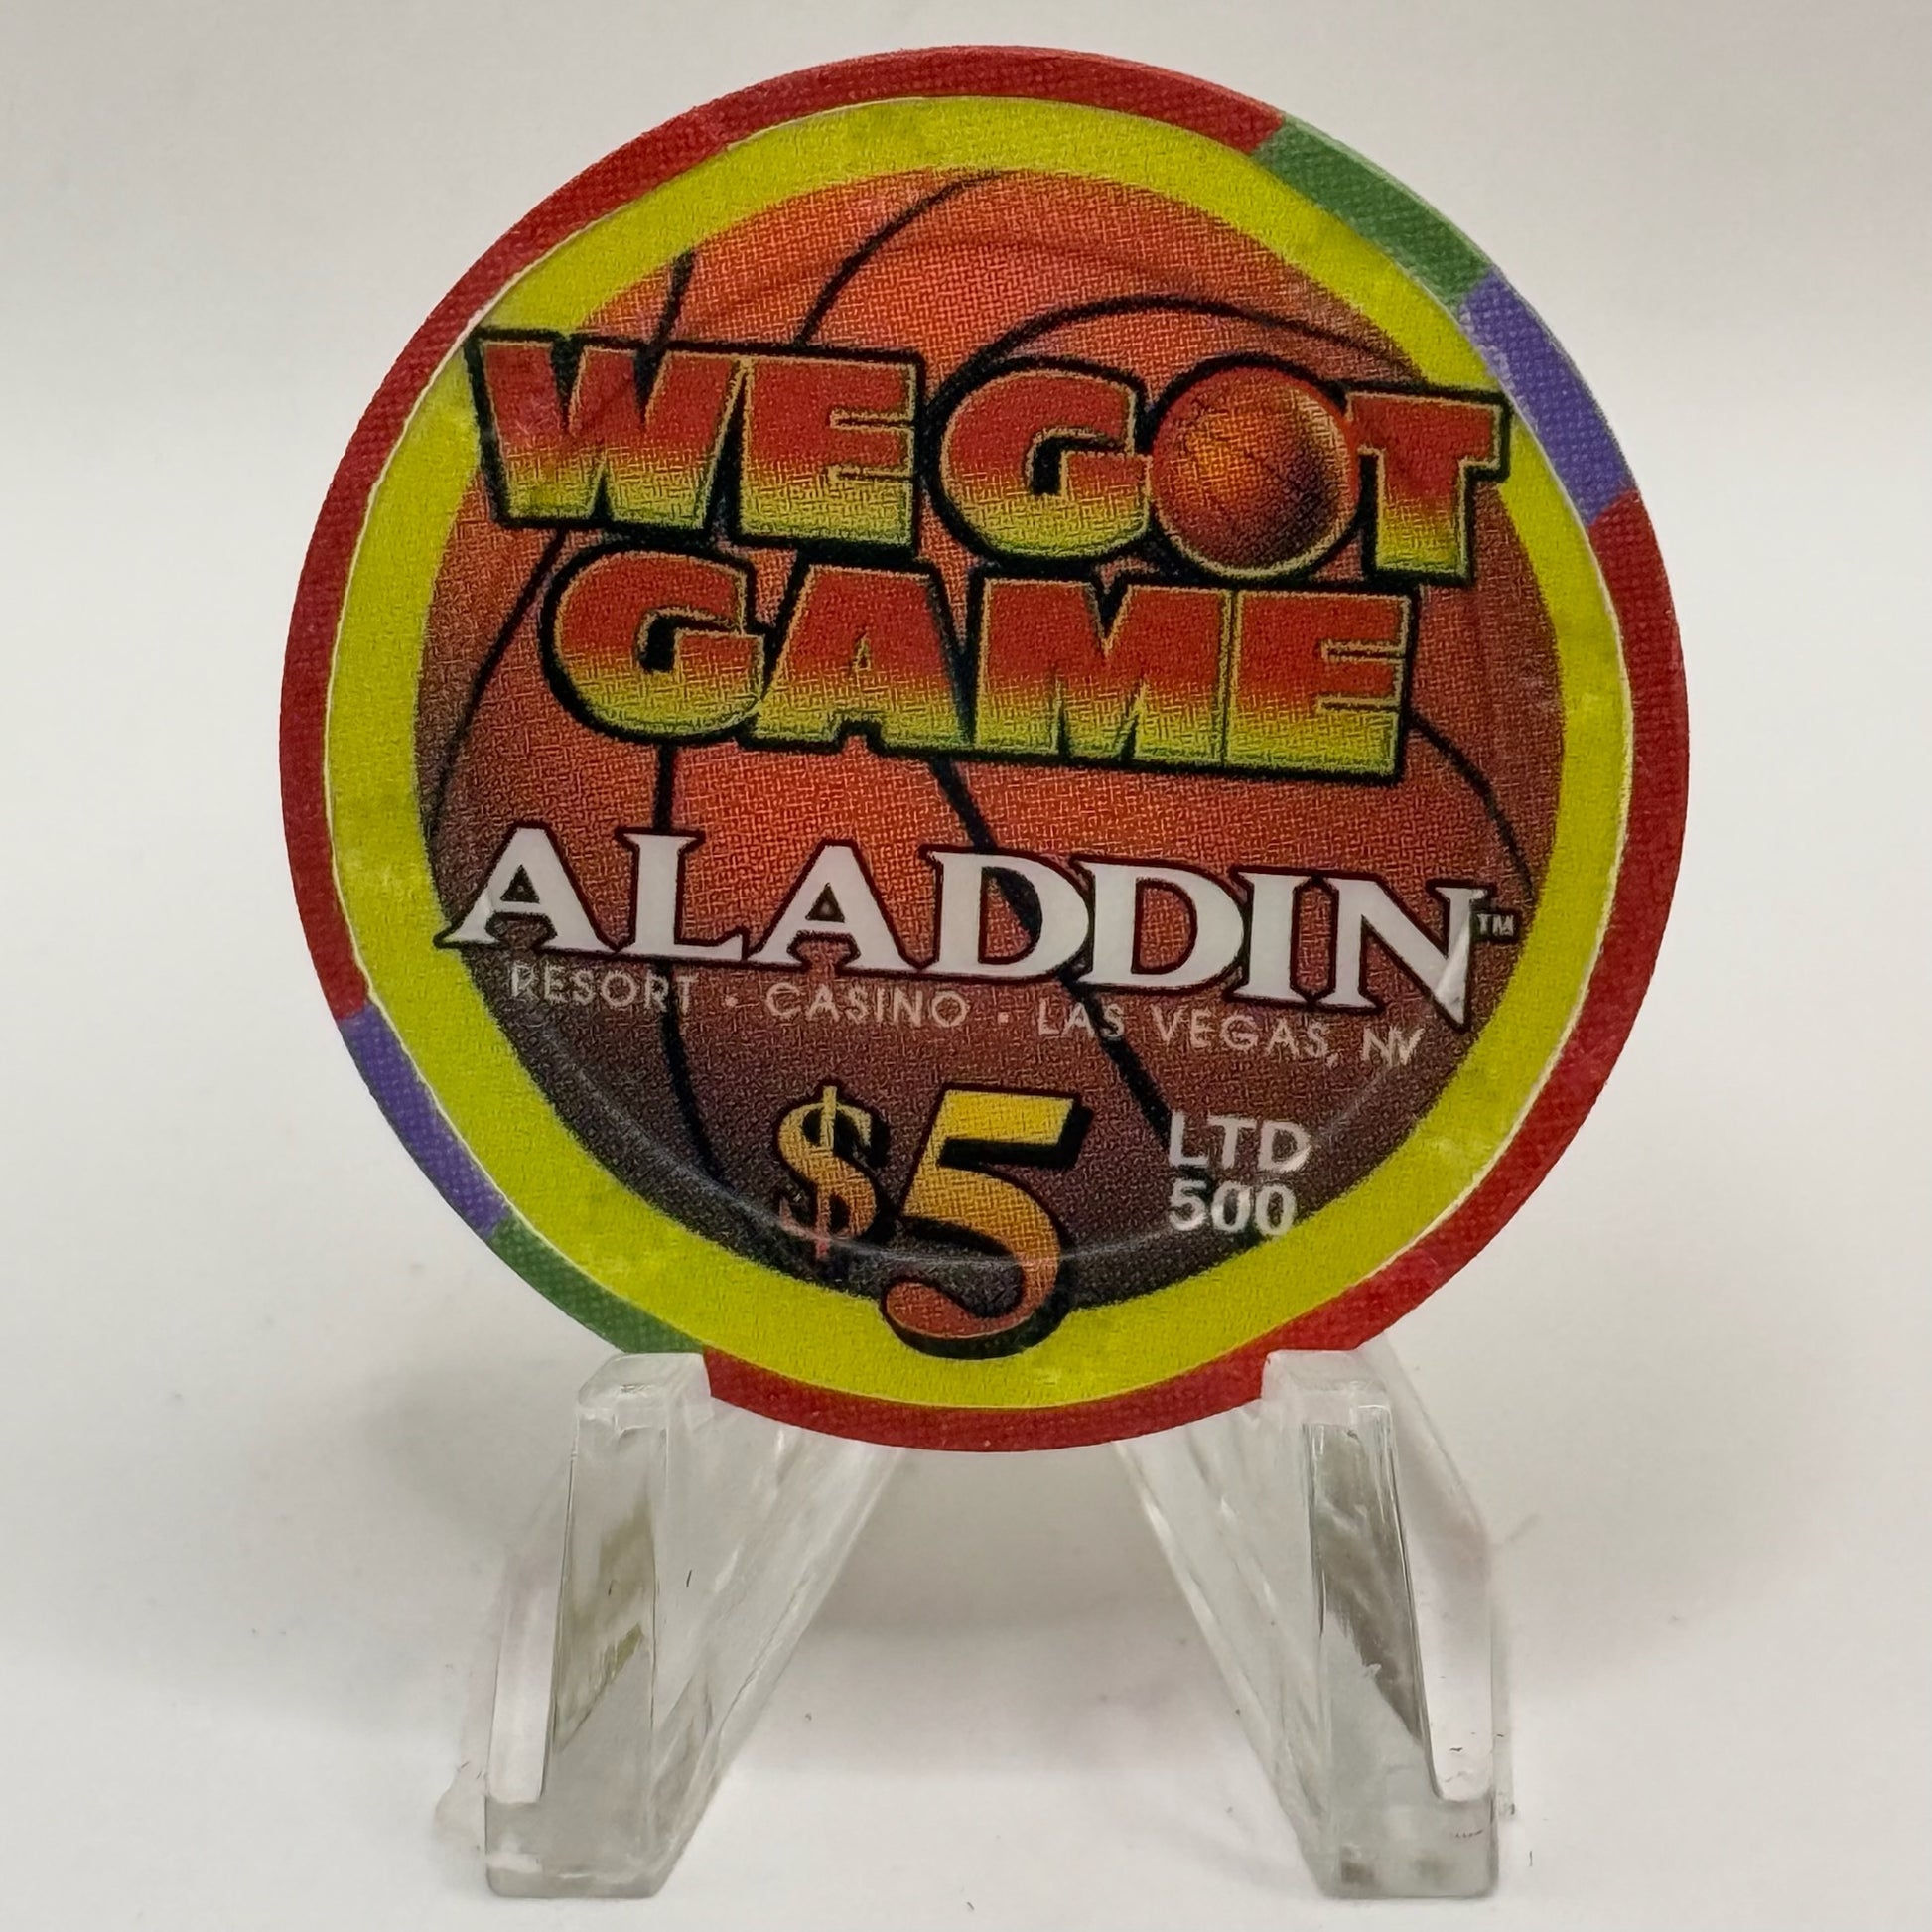 WE GOT
GAME
ALADDIN™
RESORT · CASINO · LAS VEGAS, NV
$5
LTD
500